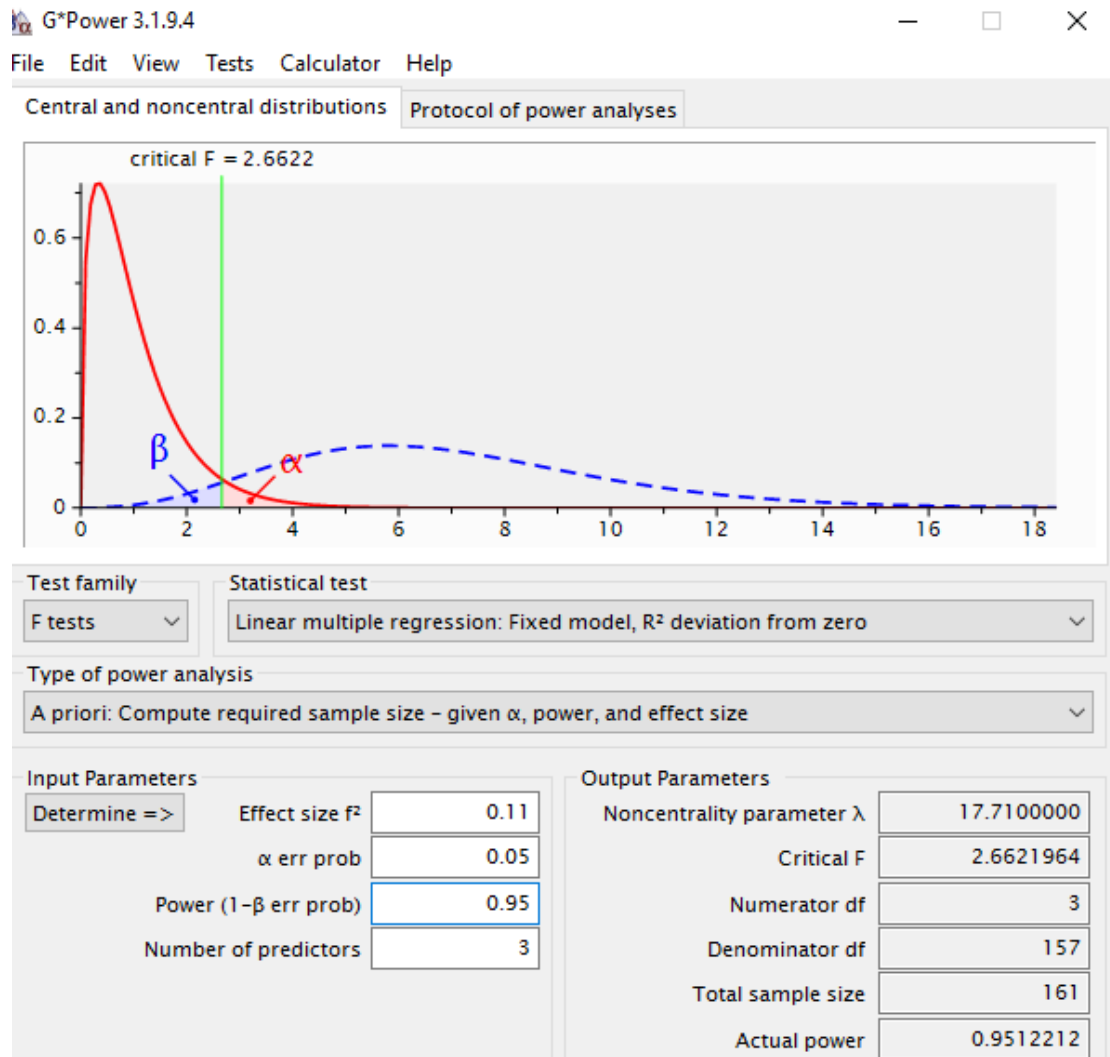 G*Power 3.1.9.4
File Edit View Tests Calculator Help
Central and noncentral distributions Protocol of power analyses
critical F = 2.6622
0.6
0.4
0.2
0
β
α
0 2 4 6 8 10 12 14 16 18
Test family Statistical test
F tests Linear multiple regression: Fixed model, R² deviation from zero
Type of power analysis
A priori: Compute required sample size – given α, power, and effect size
Input Parameters Output Parameters
Determine => Effect size f² 0.11 Noncentrality parameter λ 17.7100000
α err prob 0.05 Critical F 2.6621964
Power (1-β err prob) 0.95 Numerator df 3
Number of predictors 3 Denominator df 157
Total sample size 161
Actual power 0.9512212